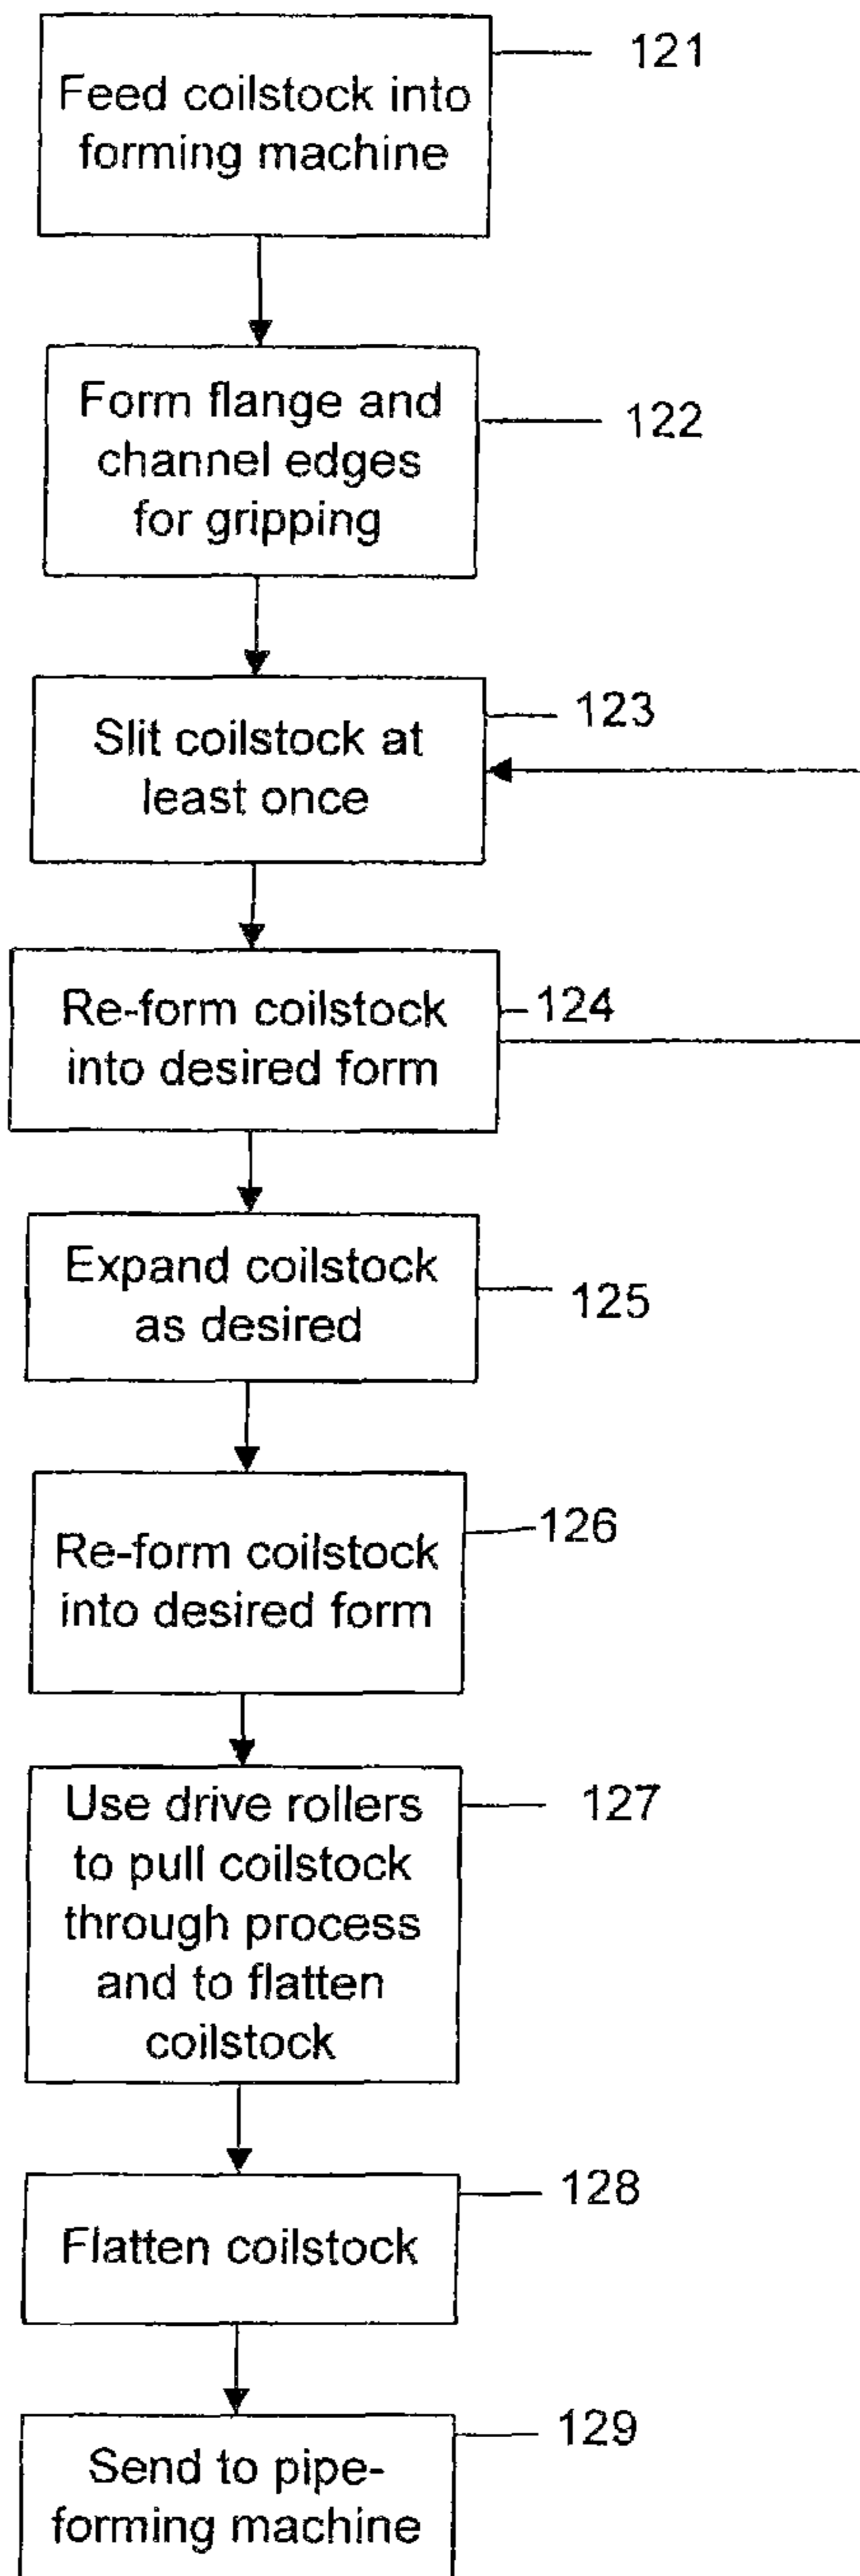 121
Feed coilstock into
forming machine
Form flange and
channel edges
for gripping
122
Slit coilstock at
least once
123
Re-form coilstock
into desired form
124
Expand coilstock
as desired
125
Re-form coilstock
into desired form
126
Use drive rollers
to pull coilstock
through process
and to flatten
coilstock
127
Flatten coilstock
128
Send to pipe-
forming machine
129